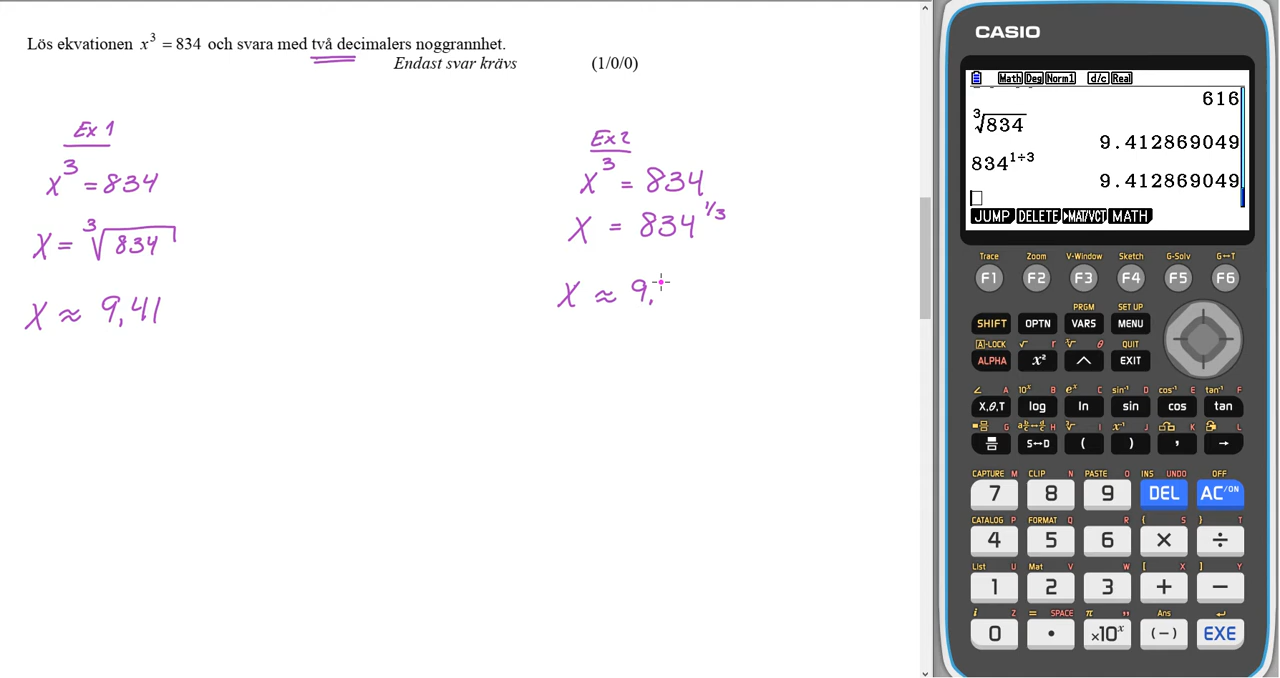 Lös ekvationen x³ = 834 och svara med två decimalers noggrannhet.
Endast svar krävs (1/0/0)
Ex 1
x³ = 834
x = ∛834
x ≈ 9,41
Ex 2
x³ = 834
x = 834^1/3
x ≈ 9,
CASIO
Math Deg Norm1 d/c Real
616
∛834
9.412869049
834^1÷3
9.412869049
JUMP DELETE ▶MAT/VCT MATH
Trace Zoom V-Window Sketch G-Solv G↔T
F1 F2 F3 F4 F5 F6
PRGM SET UP
SHIFT OPTN VARS MENU
A-LOCK √ r ˣ√ θ QUIT
ALPHA x² ^ EXIT
∠ A 10ˣ B eˣ C sin⁻¹ D cos⁻¹ E tan⁻¹ F
X,θ,T log ln sin cos tan
G H ∛ I x⁻¹ J K L
S↔D ( ) , →
CAPTURE M CLIP N PASTE O INS UNDO OFF
7 8 9 DEL AC/ON
CATALOG P FORMAT Q R { S } T
4 5 6 × ÷
List U Mat V W [ X ] Y
1 2 3 + −
i Z = SPACE π " Ans ↵
0 • ×10ˣ (−) EXE